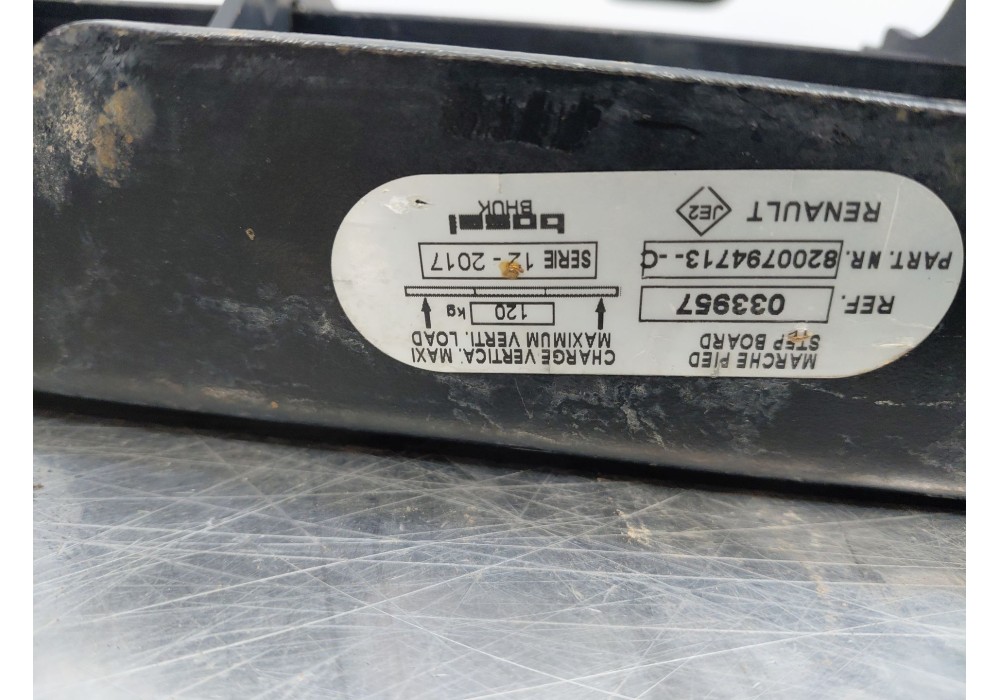 MARCHE PIED
STEP BOARD
REF. 033957
PART. NR. 8200794713--C
RENAULT JE2
CHARGE VERTICA. MAXI
MAXIMUM VERTI. LOAD
120 kg
SERIE 12 - 2017
BHUK